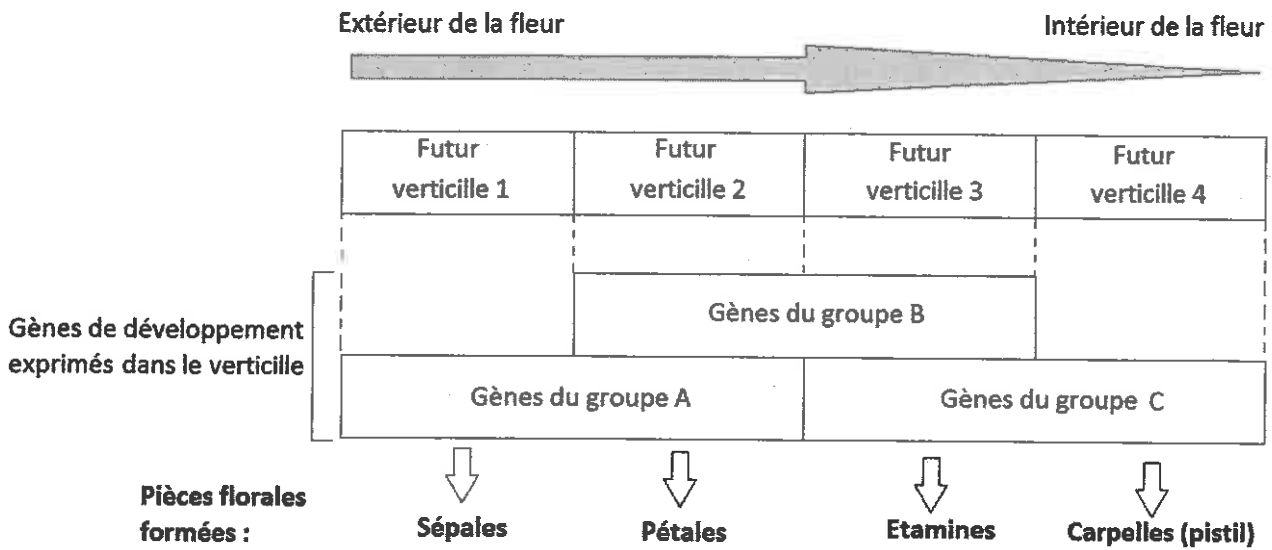 Extérieur de la fleur
Intérieur de la fleur
Futur
verticille 1
Futur
verticille 2
Futur
verticille 3
Futur
verticille 4
Gènes de développement
exprimés dans le verticille
Gènes du groupe B
Gènes du groupe A
Gènes du groupe C
Pièces florales
formées :
Sépales
Pétales
Etamines
Carpelles (pistil)